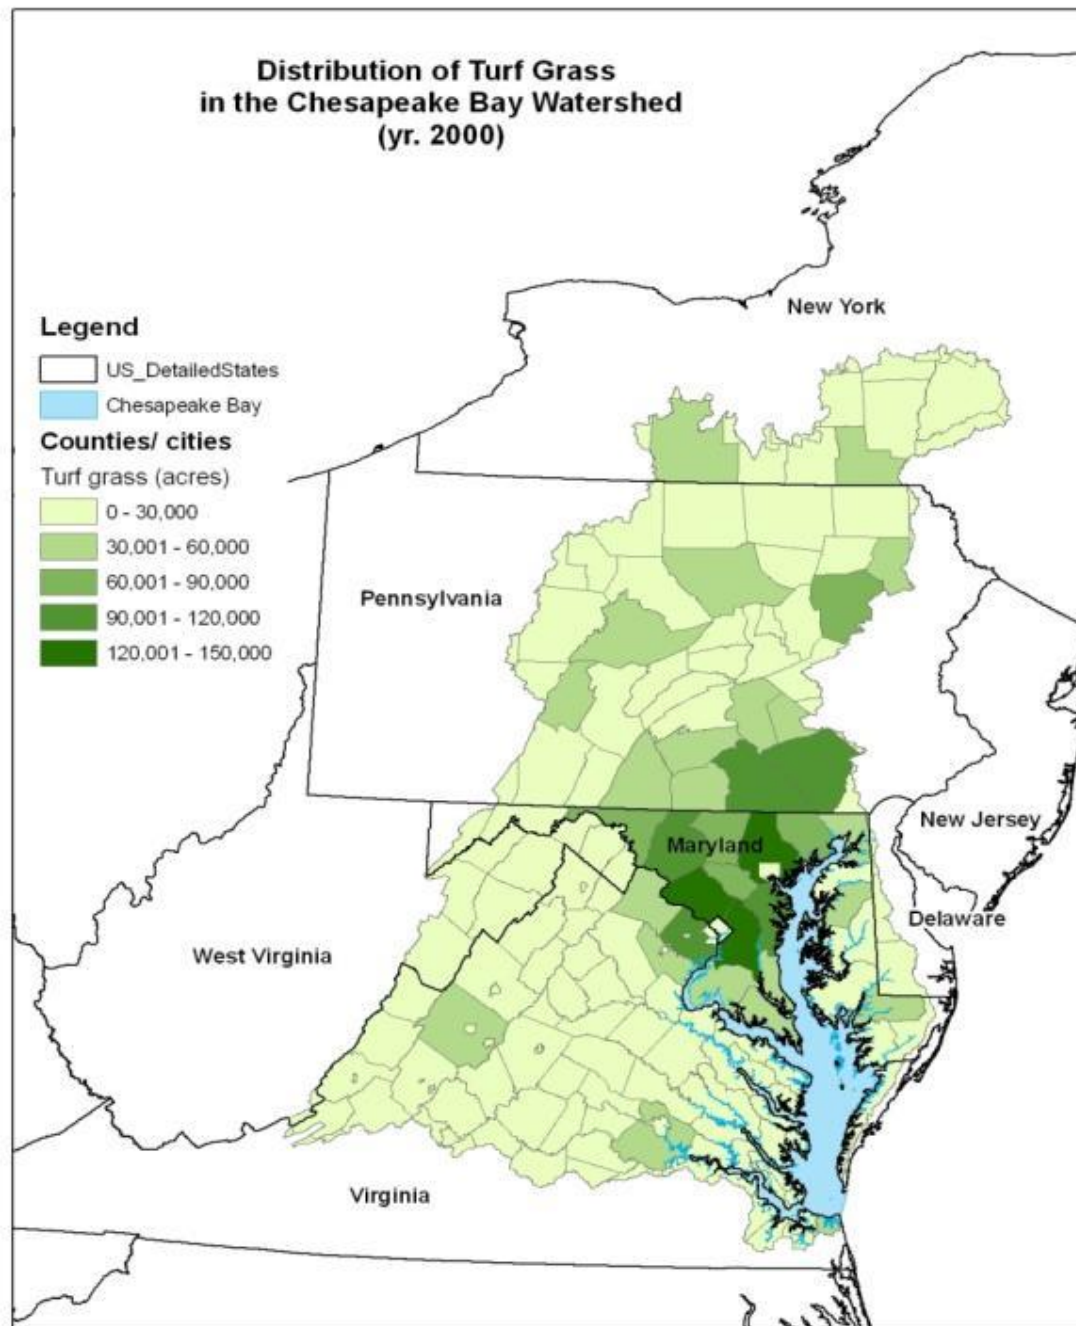 Distribution of Turf Grass
in the Chesapeake Bay Watershed
(yr. 2000)
New York
Legend
US_DetailedStates
Chesapeake Bay
Counties/ cities
Turf grass (acres)
0 - 30,000
30,001 - 60,000
60,001 - 90,000
90,001 - 120,000
120,001 - 150,000
Pennsylvania
New Jersey
Maryland
Delaware
West Virginia
Virginia